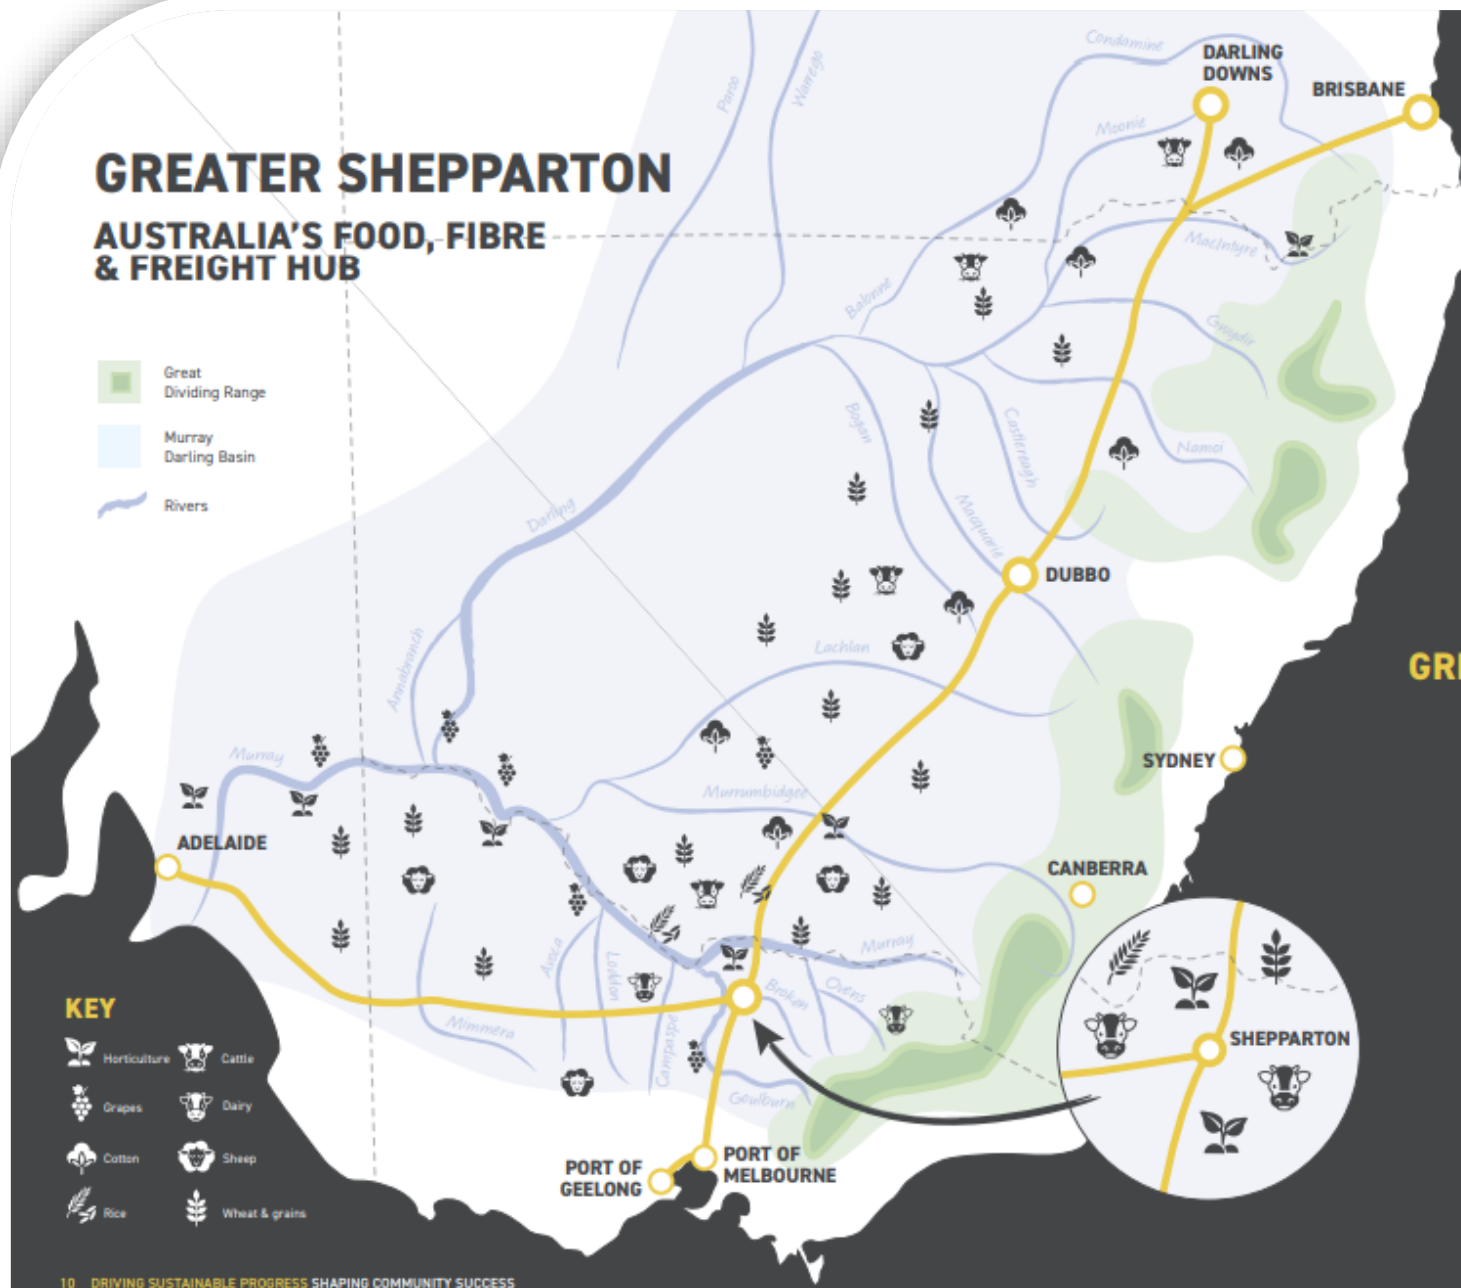 GREATER SHEPPARTON
AUSTRALIA'S FOOD, FIBRE
& FREIGHT HUB
Great
Dividing Range
Murray
Darling Basin
Rivers
Paroo
Warrego
Condamine
DARLING
DOWNS
BRISBANE
Moonie
MacIntyre
Balonne
Gwydir
Bogan
Castlereagh
Namoi
Macquarie
Darling
DUBBO
Annabranch
Lachlan
GRE
Murray
SYDNEY
Murrumbidgee
ADELAIDE
CANBERRA
Avoca
Loddon
Murray
Broken
Ovens
Mimmera
Campaspe
Goulburn
SHEPPARTON
PORT OF
MELBOURNE
PORT OF
GEELONG
KEY
Horticulture
Cattle
Grapes
Dairy
Cotton
Sheep
Rice
Wheat & grains
10 DRIVING SUSTAINABLE PROGRESS SHAPING COMMUNITY SUCCESS